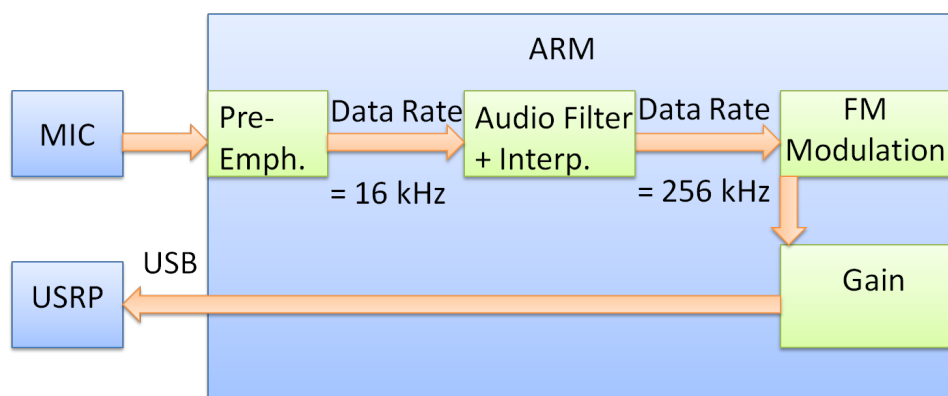 ARM
MIC
Pre-
Emph.
Data Rate
= 16 kHz
Audio Filter
+ Interp.
Data Rate
= 256 kHz
FM
Modulation
USRP
USB
Gain